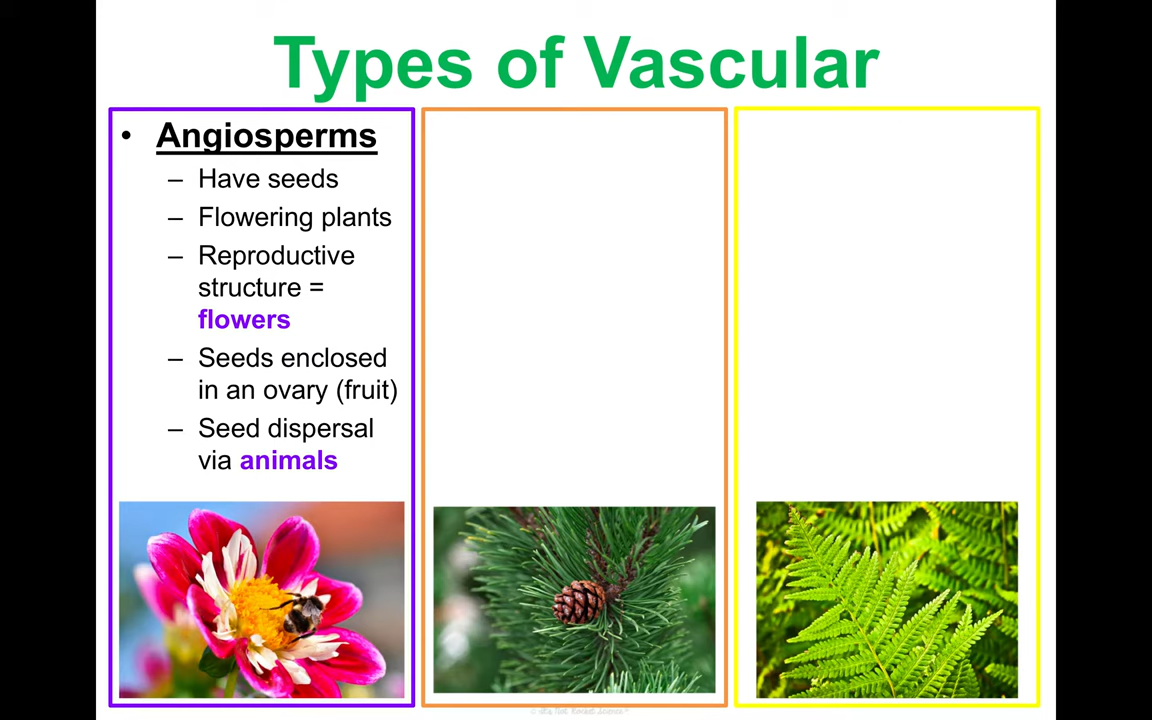 Types of Vascular
• Angiosperms
– Have seeds
– Flowering plants
– Reproductive
structure =
flowers
– Seeds enclosed
in an ovary (fruit)
– Seed dispersal
via animals